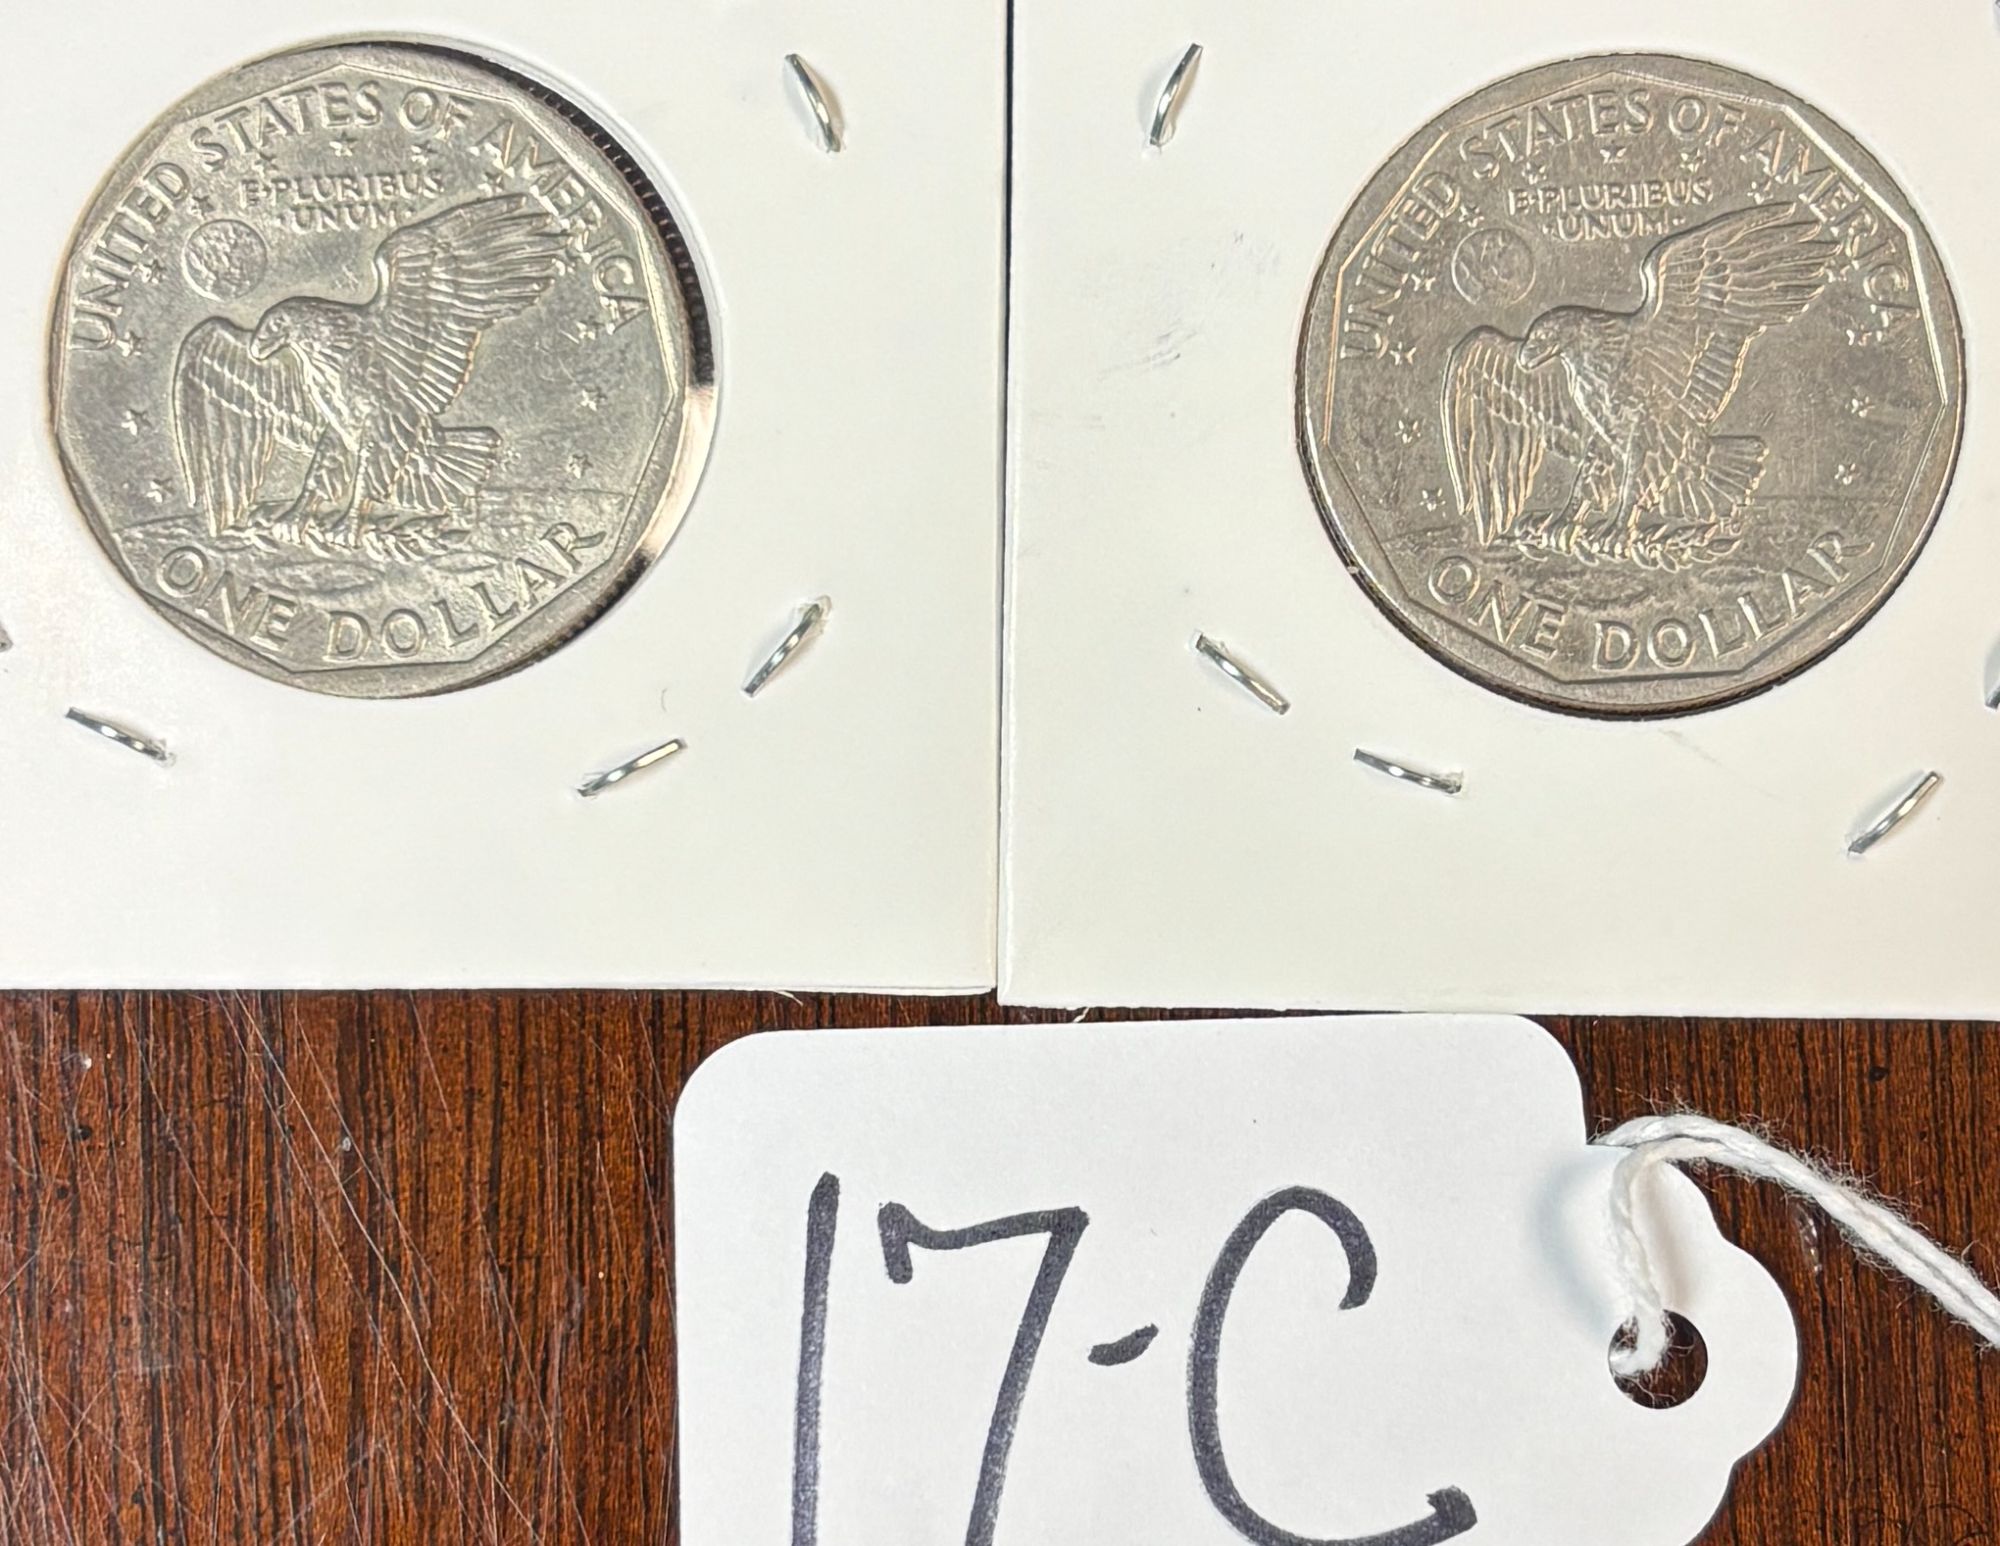 UNITED STATES OF AMERICA
E·PLURIBUS
·UNUM·
ONE DOLLAR
UNITED STATES OF AMERICA
E·PLURIBUS
·UNUM·
ONE DOLLAR
17-C